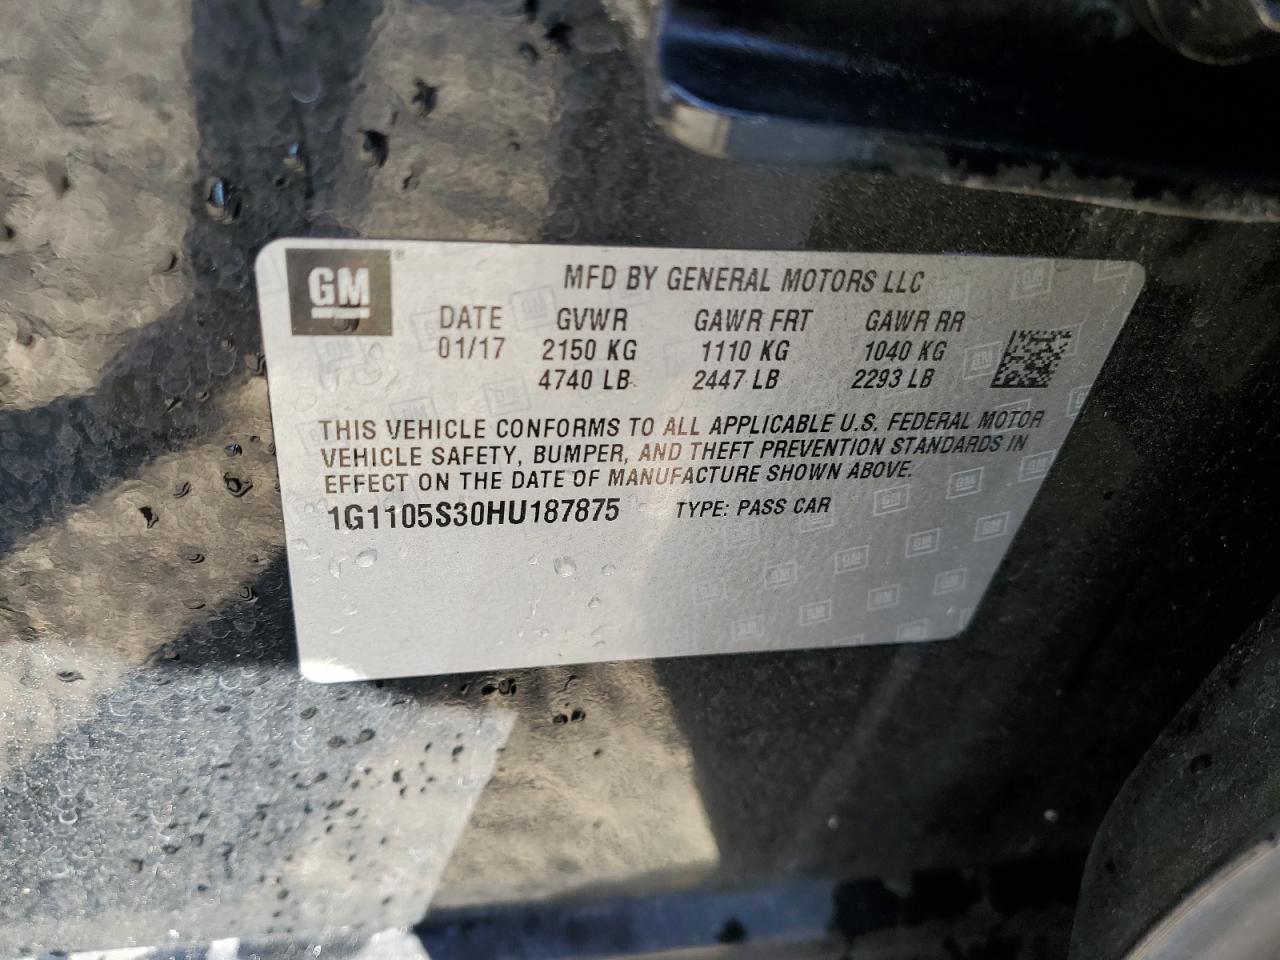 GM ®
MFD BY GENERAL MOTORS LLC
DATE GVWR GAWR FRT GAWR RR
01/17 2150 KG 1110 KG 1040 KG
4740 LB 2447 LB 2293 LB
THIS VEHICLE CONFORMS TO ALL APPLICABLE U.S. FEDERAL MOTOR
VEHICLE SAFETY, BUMPER, AND THEFT PREVENTION STANDARDS IN
EFFECT ON THE DATE OF MANUFACTURE SHOWN ABOVE.
1G1105S30HU187875 TYPE: PASS CAR